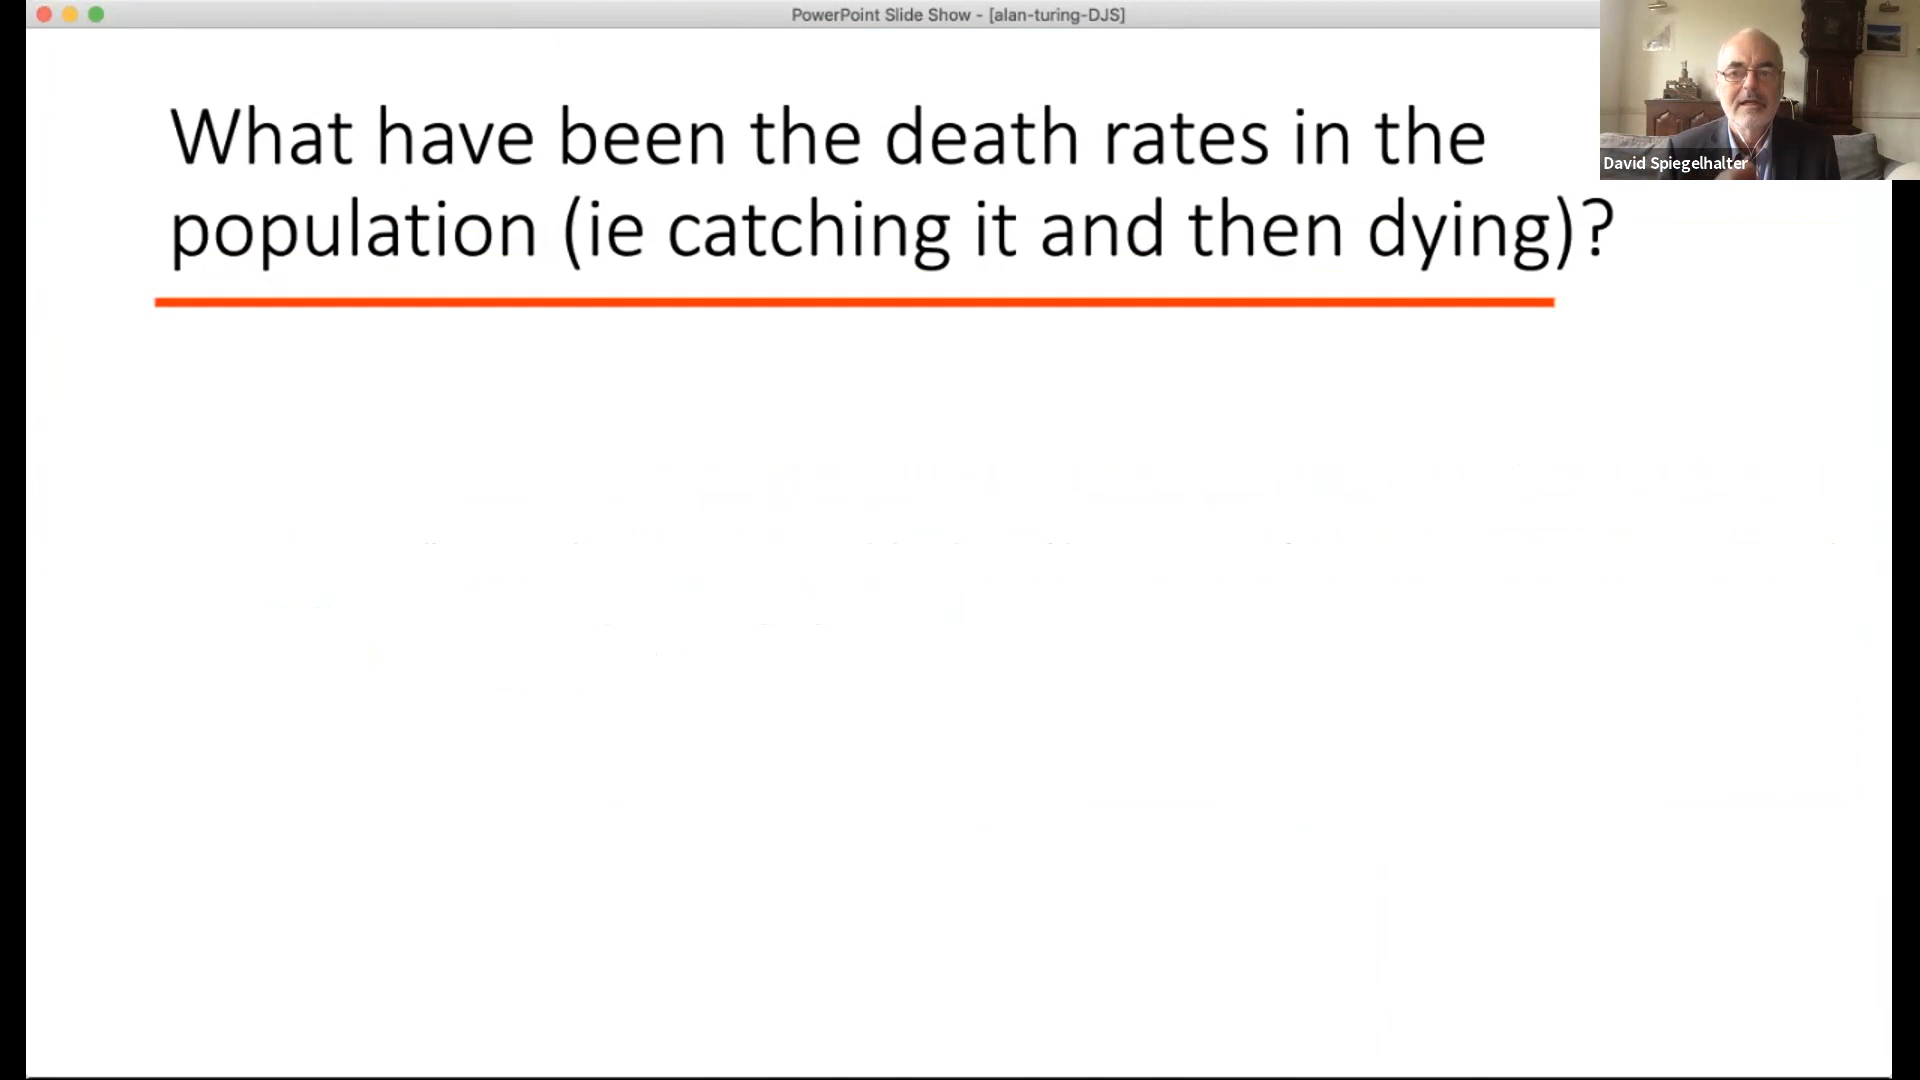 PowerPoint Slide Show - [alan-turing-DJS]
What have been the death rates in the
population (ie catching it and then dying)?
David Spiegelhalter